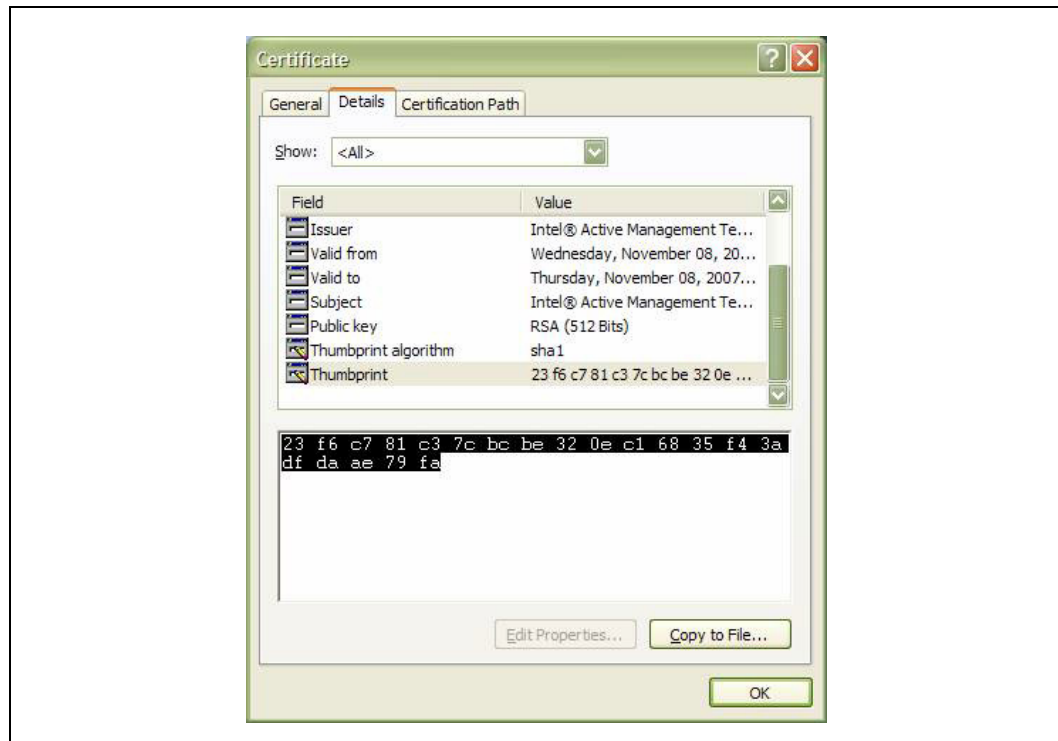 Certificate
General Details Certification Path
Show: <All>
Field Value
Issuer Intel® Active Management Te...
Valid from Wednesday, November 08, 20...
Valid to Thursday, November 08, 2007...
Subject Intel® Active Management Te...
Public key RSA (512 Bits)
Thumbprint algorithm sha1
Thumbprint 23 f6 c7 81 c3 7c bc be 32 0e ...
23 f6 c7 81 c3 7c bc be 32 0e c1 68 35 f4 3a
df da ae 79 fa
Edit Properties... Copy to File...
OK